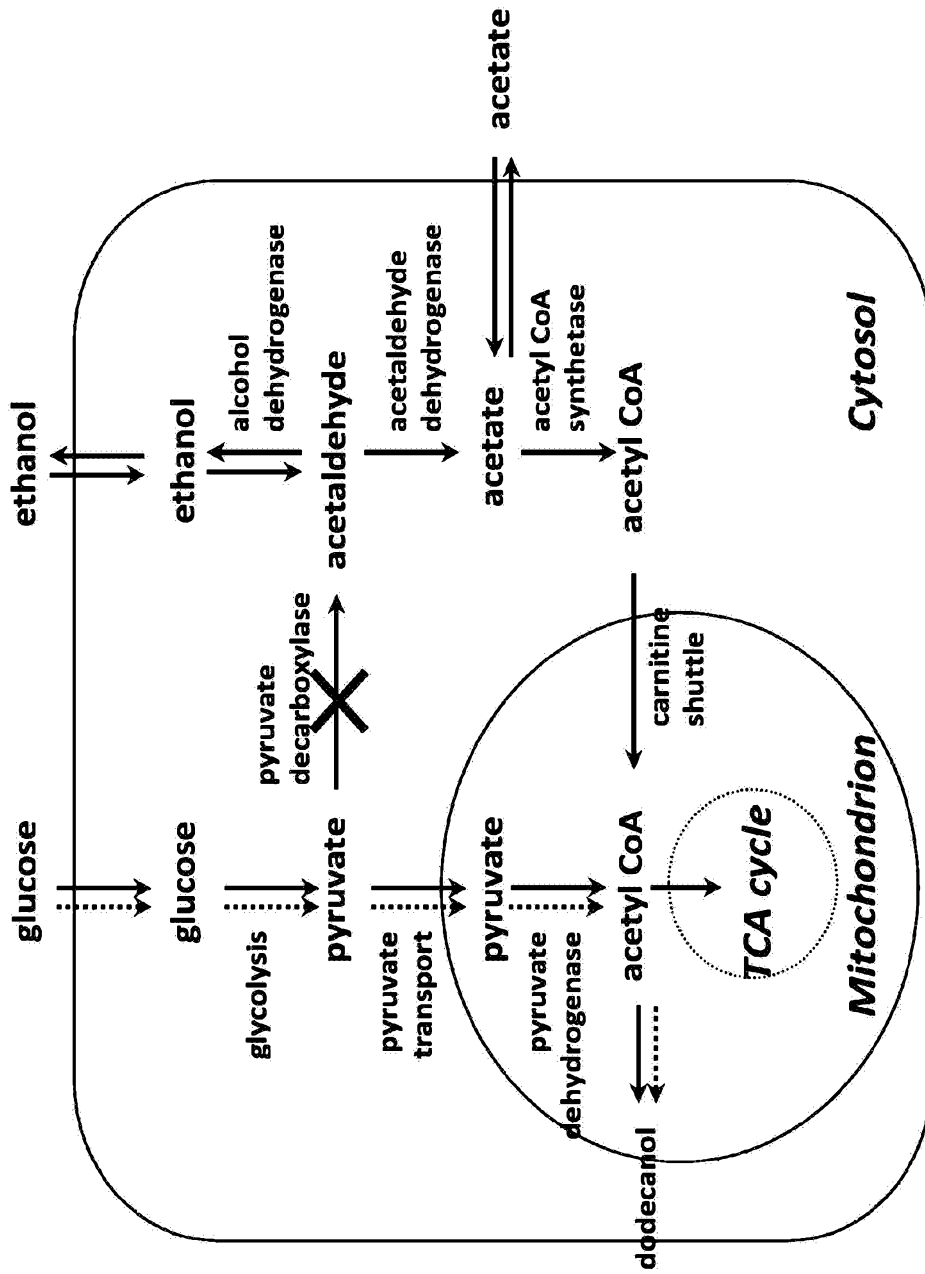 glucose
ethanol
glucose
ethanol
glycolysis
pyruvate
decarboxylase
alcohol
dehydrogenase
pyruvate
acetaldehyde
pyruvate
transport
acetaldehyde
dehydrogenase
pyruvate
acetate
acetate
pyruvate
dehydrogenase
acetyl CoA
synthetase
dodecanol
acetyl CoA
acetyl CoA
carnitine
shuttle
TCA cycle
Mitochondrion
Cytosol